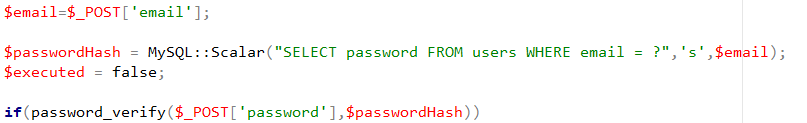 $email=$_POST['email'];
$passwordHash = MySQL::Scalar("SELECT password FROM users WHERE email = ?",'s',$email);
$executed = false;
if(password_verify($_POST['password'],$passwordHash))